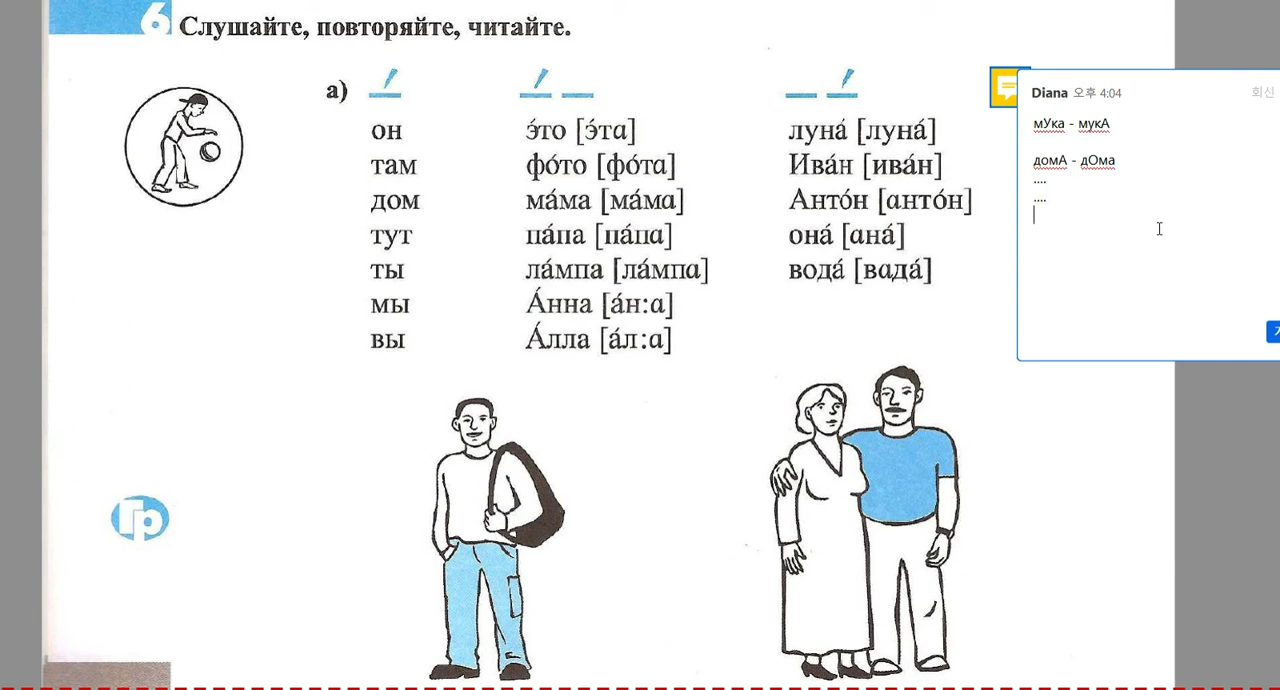 6 Слушайте, повторяйте, читайте.
а)
он э́то [э́та] луна́ [луна́]
там фо́то [фо́та] Ива́н [ива́н]
дом ма́ма [ма́ма] Анто́н [анто́н]
тут па́па [па́па] она́ [ана́]
ты ла́мпа [ла́мпа] вода́ [вада́]
мы А́нна [а́н:а]
вы А́лла [а́л:а]
Гр
Diana 오후 4:04 회신
мУка - мукА
домА - дОма
....
....